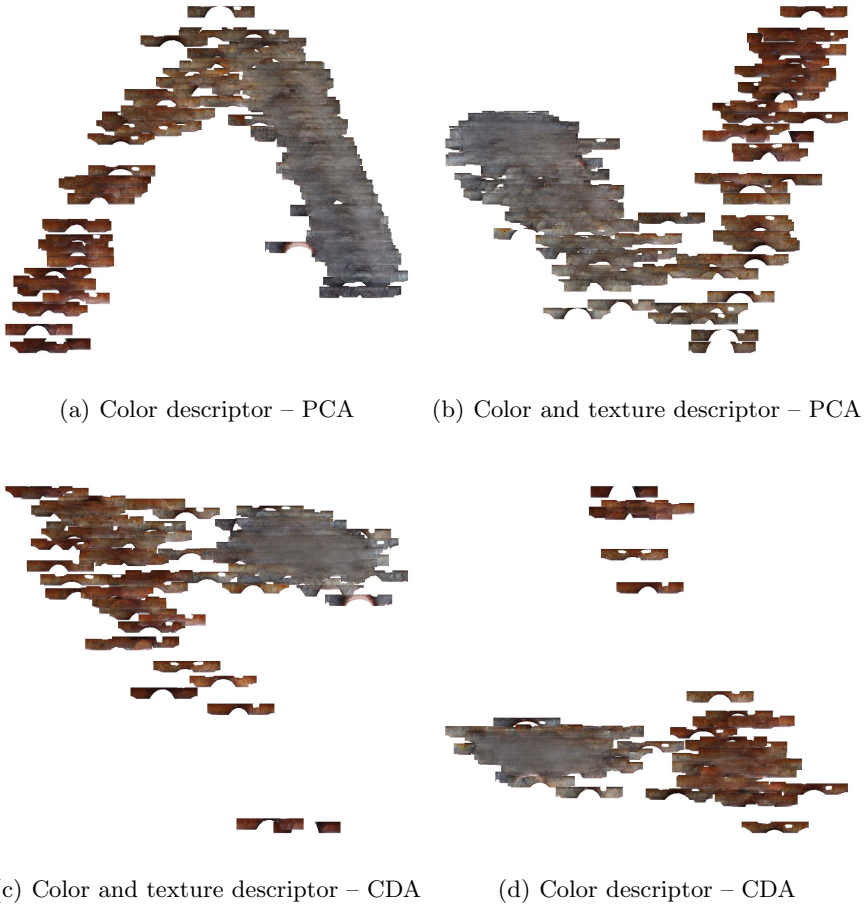 (a) Color descriptor – PCA
(b) Color and texture descriptor – PCA
c) Color and texture descriptor – CDA
(d) Color descriptor – CDA